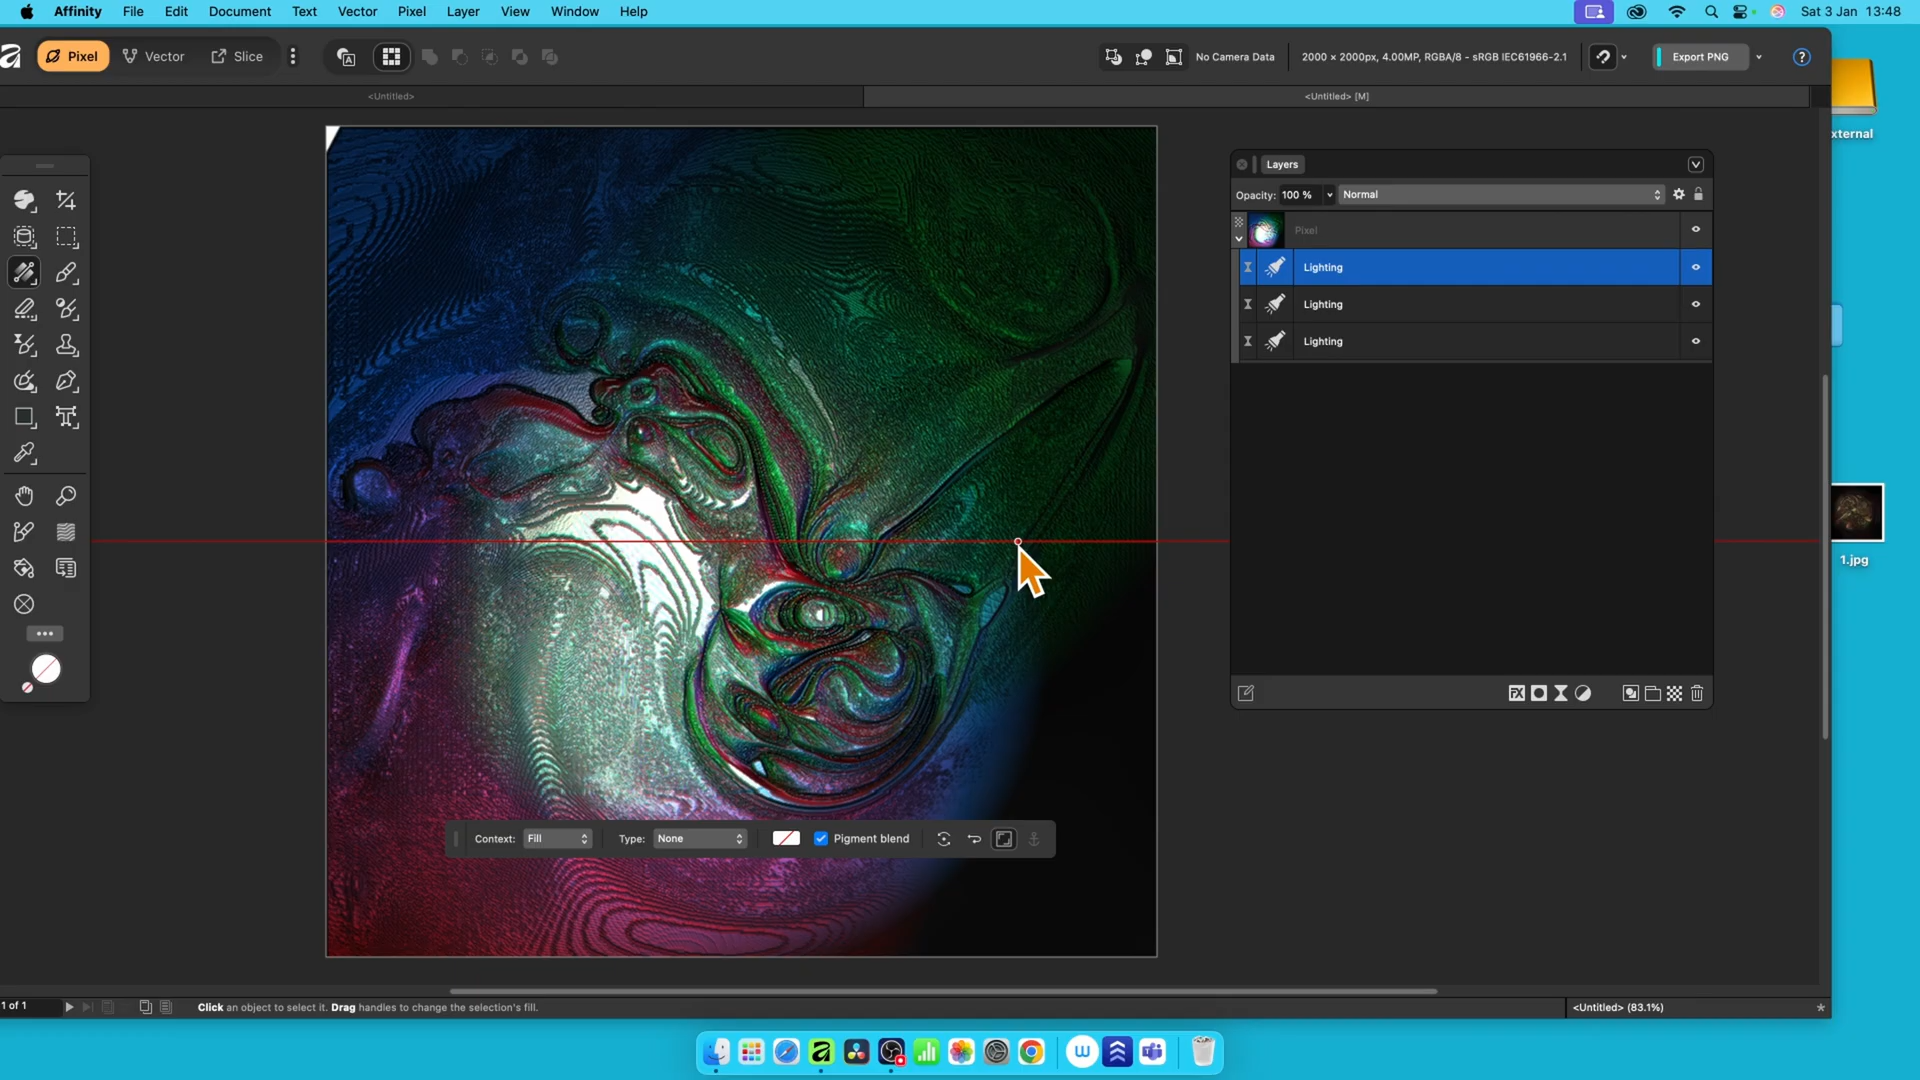 Affinity File Edit Document Text Vector Pixel Layer View Window Help Sat 3 Jan 13:48
Pixel Vector Slice No Camera Data 2000 × 2000px, 4.00MP, RGBA/8 - sRGB IEC61966-2.1 Export PNG ?
<Untitled> <Untitled> [M]
xternal
Layers
Opacity: 100 % Normal
Pixel
Lighting
Lighting
Lighting
1.jpg
Context: Fill Type: None Pigment blend
1 of 1 Click an object to select it. Drag handles to change the selection's fill. <Untitled> (83.1%)